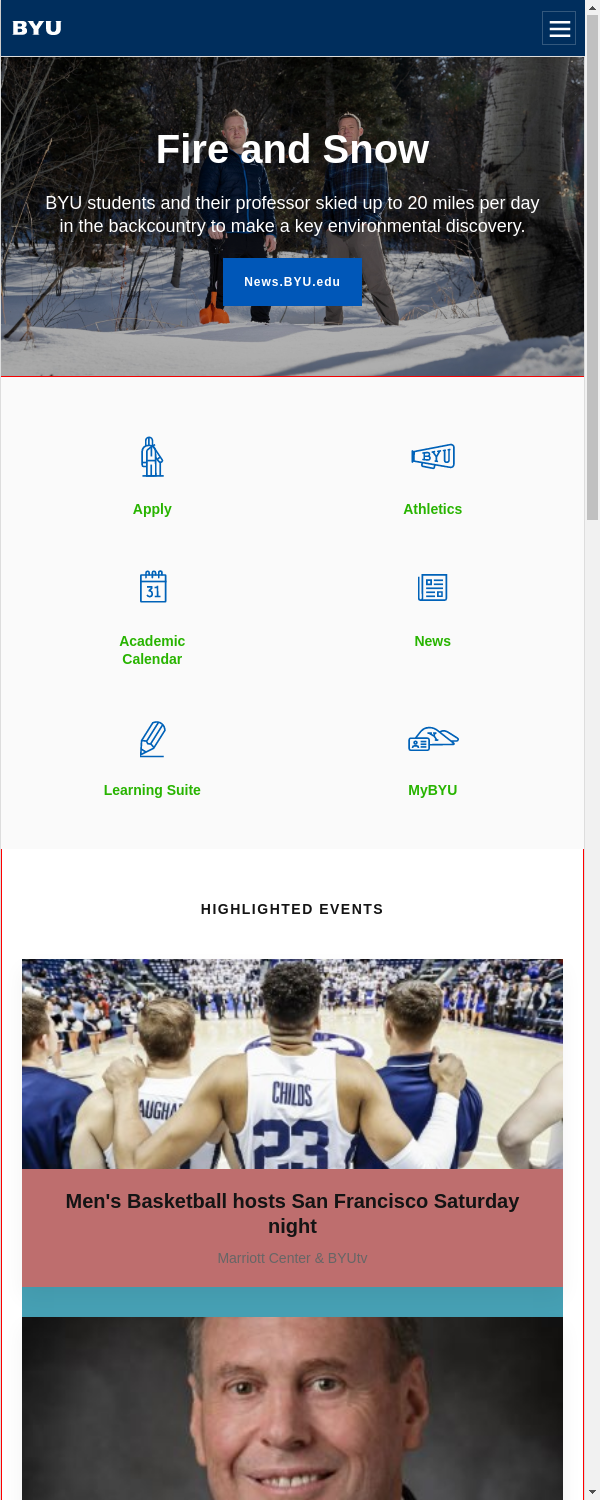 BYU
Fire and Snow
BYU students and their professor skied up to 20 miles per day
in the backcountry to make a key environmental discovery.
News.BYU.edu
BYU
Apply
Athletics
31
Academic
Calendar
News
Y
Learning Suite
MyBYU
HIGHLIGHTED EVENTS
CHILDS
AUGHA
23
Men's Basketball hosts San Francisco Saturday
night
Marriott Center & BYUtv